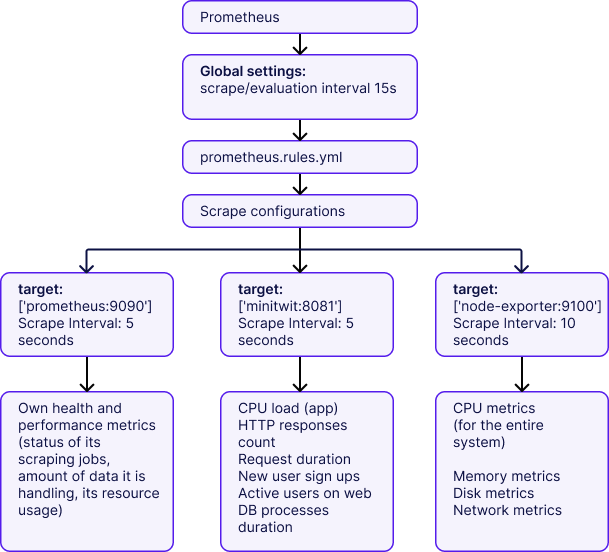 Prometheus
Global settings:
scrape/evaluation interval 15s
prometheus.rules.yml
Scrape configurations
target:
['prometheus:9090']
Scrape Interval: 5
seconds
target:
['minitwit:8081']
Scrape Interval: 5
seconds
target:
['node-exporter:9100']
Scrape Interval: 10
seconds
Own health and
performance metrics
(status of its
scraping jobs,
amount of data it is
handling, its resource
usage)
CPU load (app)
HTTP responses
count
Request duration
New user sign ups
Active users on web
DB processes
duration
CPU metrics
(for the entire
system)
Memory metrics
Disk metrics
Network metrics